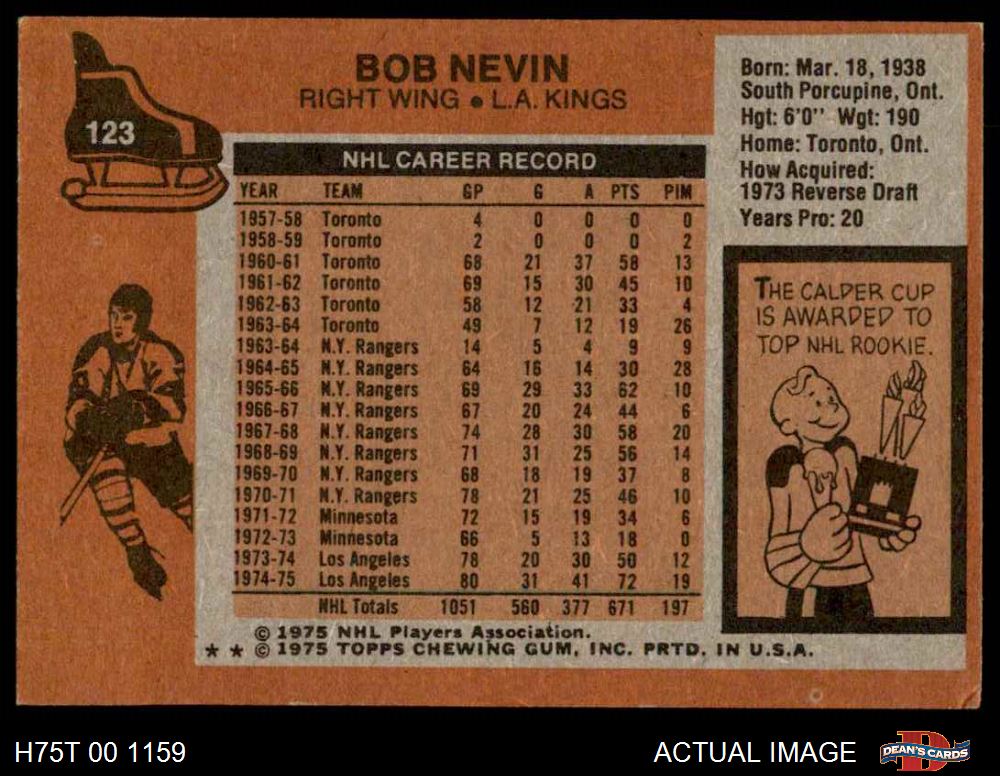 BOB NEVIN
RIGHT WING • L.A. KINGS
123
Born: Mar. 18, 1938
South Porcupine, Ont.
Hgt: 6'0" Wgt: 190
Home: Toronto, Ont.
How Acquired:
1973 Reverse Draft
Years Pro: 20
NHL CAREER RECORD
YEAR TEAM GP G A PTS PIM
1957-58 Toronto 4 0 0 0 0
1958-59 Toronto 2 0 0 0 2
1960-61 Toronto 68 21 37 58 13
1961-62 Toronto 69 15 30 45 10
1962-63 Toronto 58 12 21 33 4
1963-64 Toronto 49 7 12 19 26
1963-64 N.Y. Rangers 14 5 4 9 9
1964-65 N.Y. Rangers 64 16 14 30 28
1965-66 N.Y. Rangers 69 29 33 62 10
1966-67 N.Y. Rangers 67 20 24 44 6
1967-68 N.Y. Rangers 74 28 30 58 20
1968-69 N.Y. Rangers 71 31 25 56 14
1969-70 N.Y. Rangers 68 18 19 37 8
1970-71 N.Y. Rangers 78 21 25 46 10
1971-72 Minnesota 72 15 19 34 6
1972-73 Minnesota 66 5 13 18 0
1973-74 Los Angeles 78 20 30 50 12
1974-75 Los Angeles 80 31 41 72 19
NHL Totals 1051 560 377 671 197
THE CALDER CUP
IS AWARDED TO
TOP NHL ROOKIE.
© 1975 NHL Players Association.
★ ★ © 1975 TOPPS CHEWING GUM, INC. PRTD. IN U.S.A.
H75T 00 1159
ACTUAL IMAGE
DEAN'S CARDS